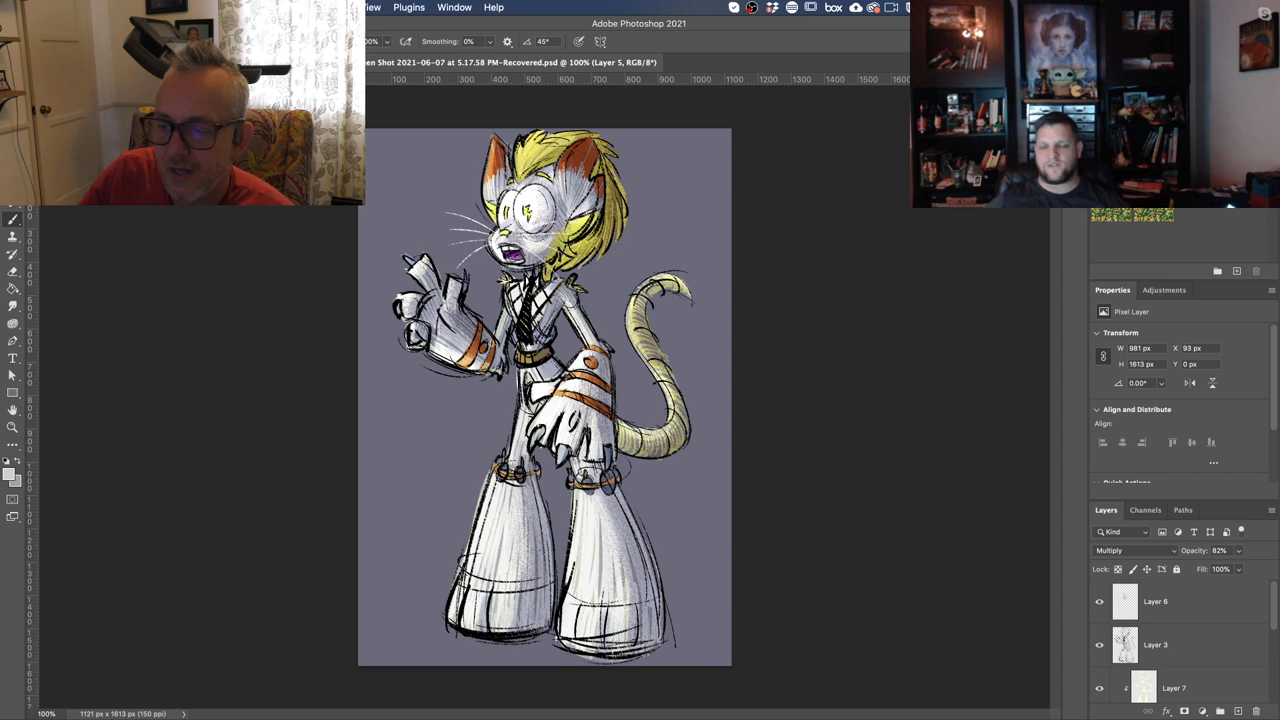 View Plugins Window Help
box
Adobe Photoshop 2021
Smoothing: 0% 45°
Shot 2021-06-07 at 5.17.58 PM-Recovered.psd @ 100% (Layer 5, RGB/8*)
100 200 300 400 500 600 700 800 900 1000 1100 1200 1300 1400 1500
Properties Adjustments
Pixel Layer
Transform
W 981 px X 93 px
H 1613 px Y 0 px
0.00°
Align and Distribute
Align:
Layers Channels Paths
Kind
Multiply Opacity: 82%
Lock: Fill: 100%
Layer 6
Layer 3
Layer 7
100% 1121 px x 1613 px (150 ppi)